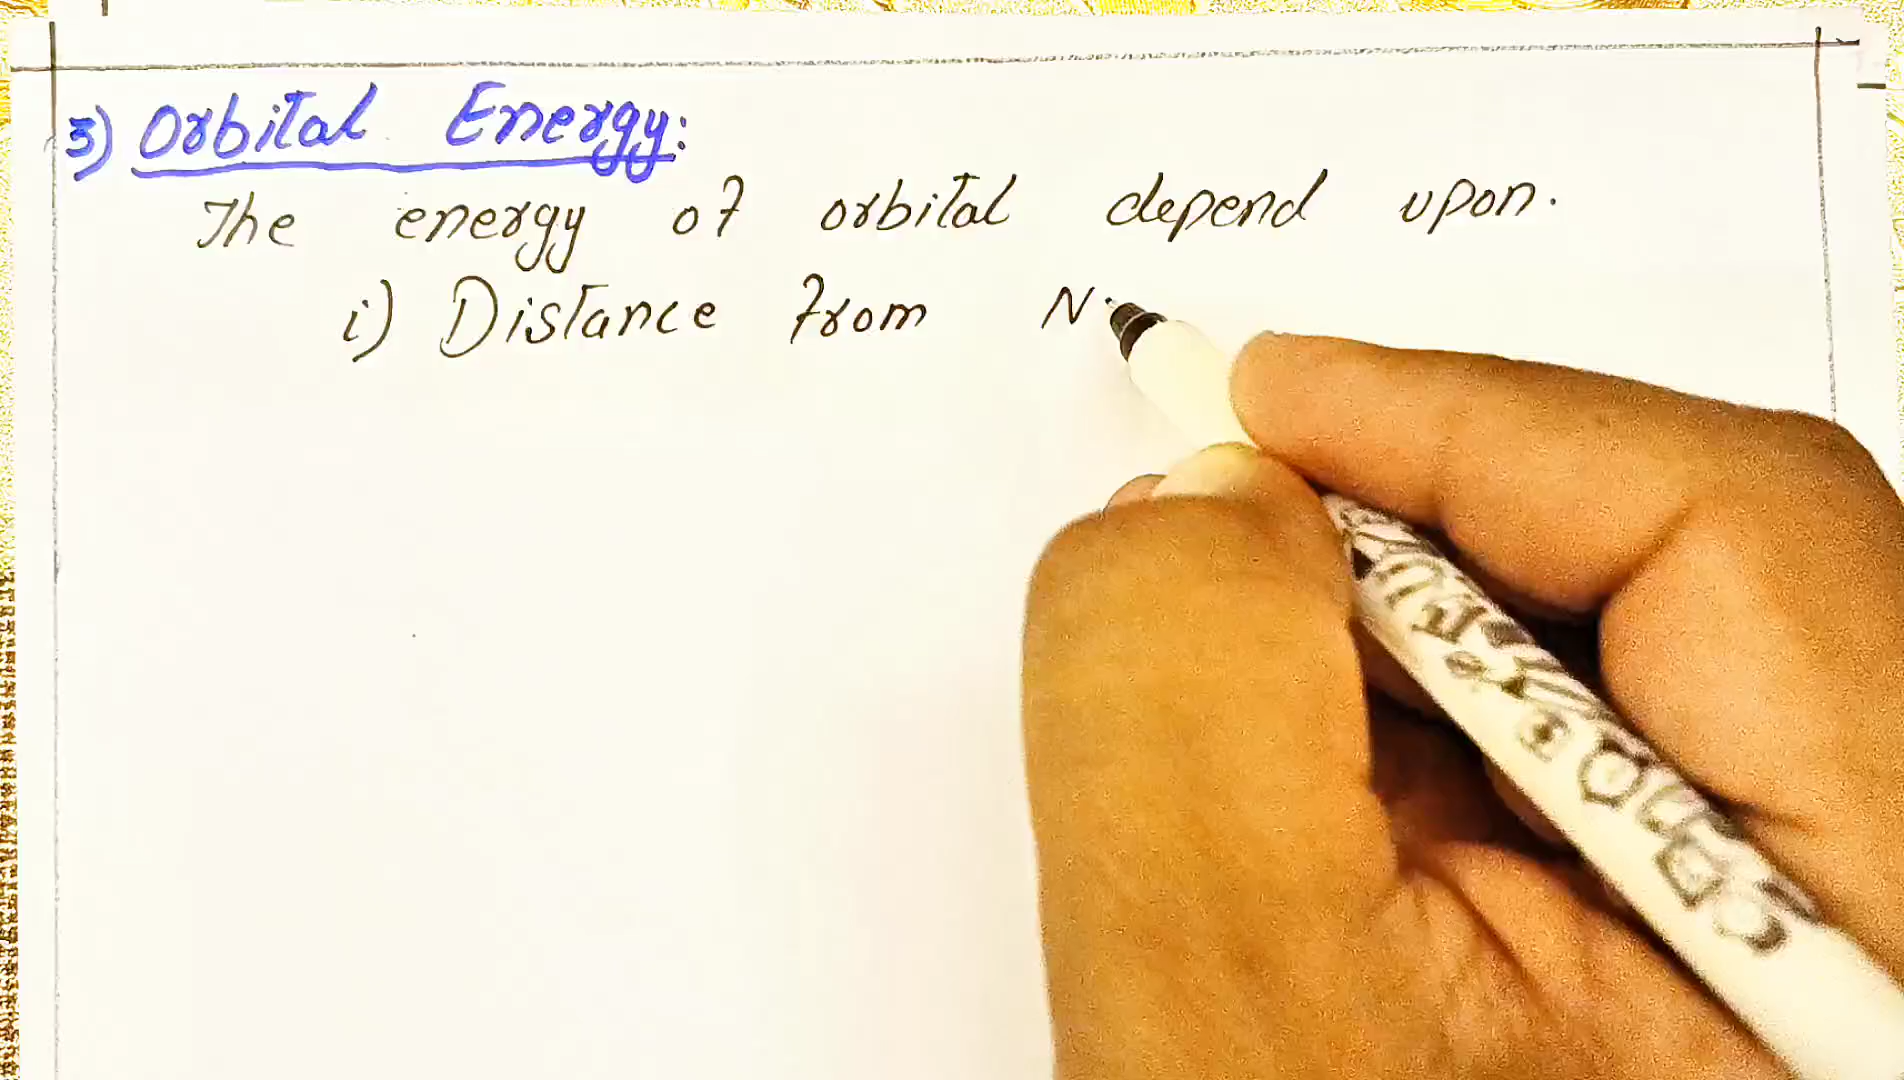 3) Orbital Energy:
The energy of orbital depend upon.
i) Distance from N